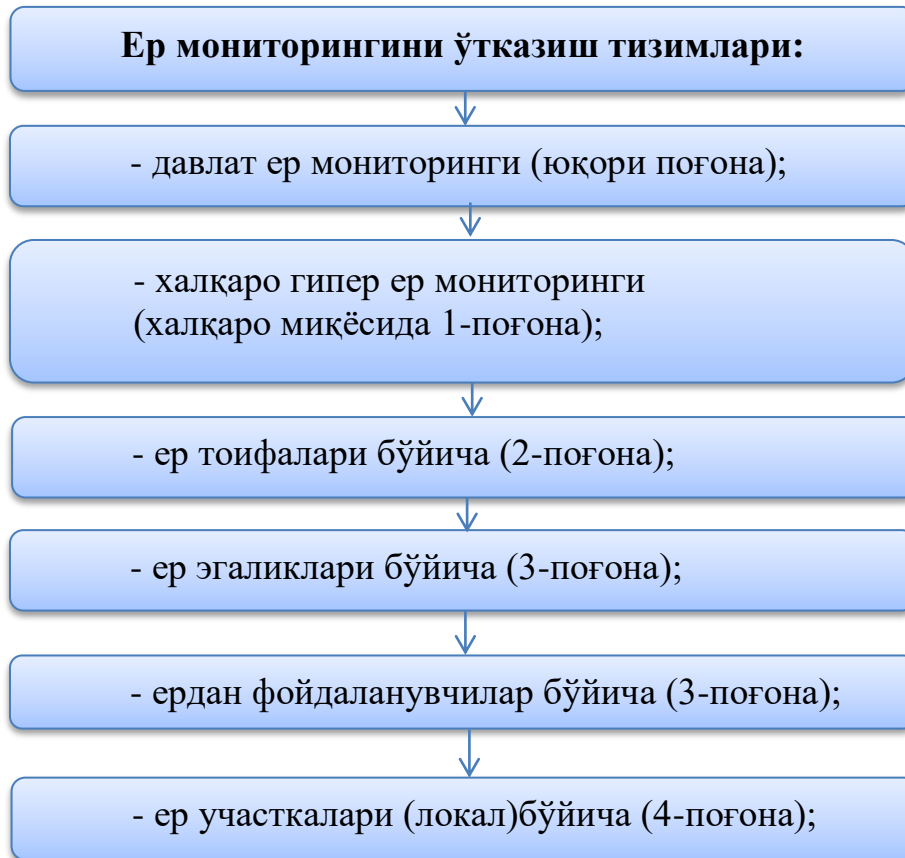 Ер мониторингини ўтказиш тизимлари:
- давлат ер мониторинги (юқори поғона);
- халқаро гипер ер мониторинги
(халқаро миқёсида 1-поғона);
- ер тоифалари бўйича (2-поғона);
- ер эгаликлари бўйича (3-поғона);
- ердан фойдаланувчилар бўйича (3-поғона);
- ер участкалари (локал)бўйича (4-поғона);